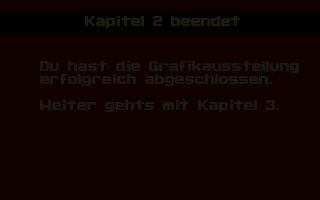 Kapitel 2 beendet
Du hast die Grafikausstellung
erfolgreich abgeschlossen.
Weiter gehts mit Kapitel 3.